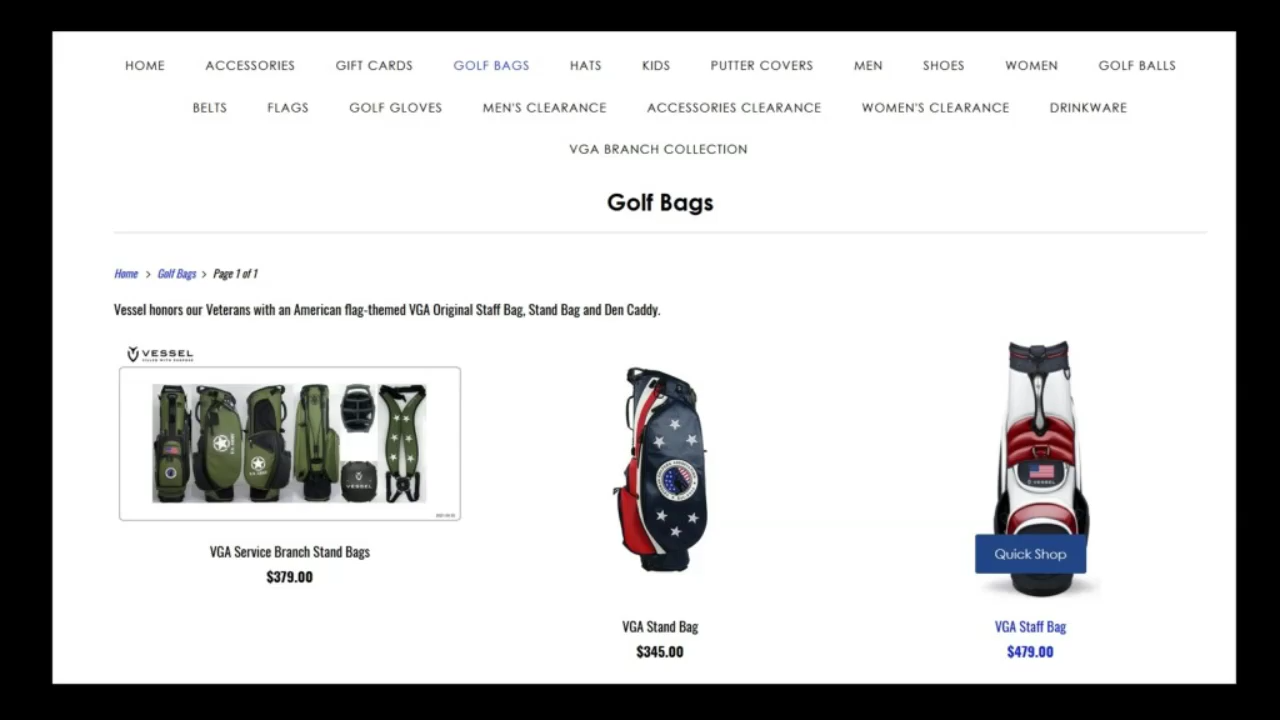 HOME ACCESSORIES GIFT CARDS GOLF BAGS HATS KIDS PUTTER COVERS MEN SHOES WOMEN GOLF BALLS
BELTS FLAGS GOLF GLOVES MEN'S CLEARANCE ACCESSORIES CLEARANCE WOMEN'S CLEARANCE DRINKWARE
VGA BRANCH COLLECTION
Golf Bags
Home > Golf Bags > Page 1 of 1
Vessel honors our Veterans with an American flag-themed VGA Original Staff Bag, Stand Bag and Den Caddy.
VESSEL
VESSEL
VESSEL
Quick Shop
VGA Service Branch Stand Bags
$379.00
VGA Stand Bag
$345.00
VGA Staff Bag
$479.00